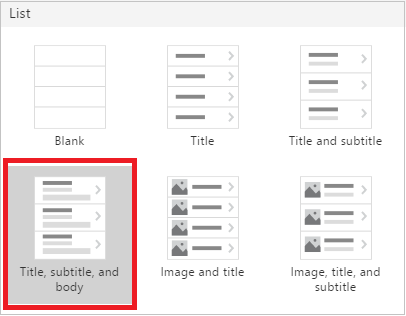 List
Blank
Title
Title and subtitle
Title, subtitle, and
body
Image and title
Image, title, and
subtitle